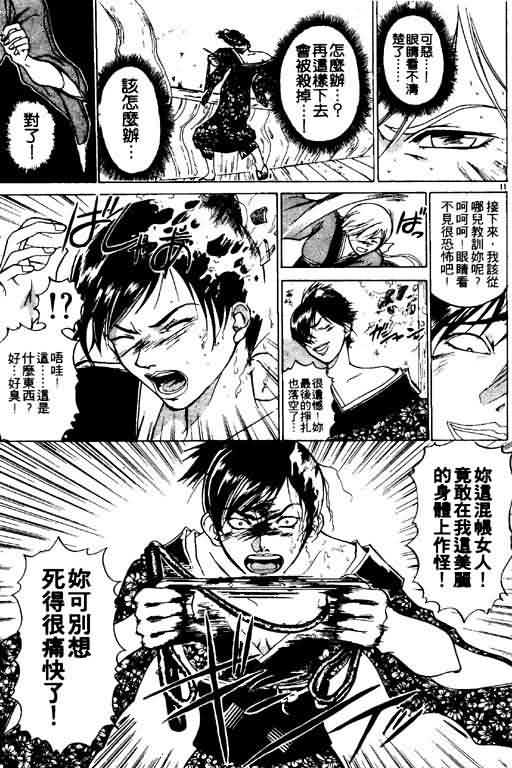 可惡…！
眼睛看不清
楚了……
怎麼辦…？
再這樣下去
會被殺掉…
該怎麼辦…
對了！
11
接下來，我該從
哪兒教訓妳呢？
呵呵呵！眼睛看
不見很恐怖吧！
很遺憾！妳
最後的掙扎
也落空了…
!?
唔哇！
這……這是
什麼東西？
好…好臭！
妳這混帳女人！
竟敢在我這美麗
的身體上作怪！
妳可別想
死得很痛快了！